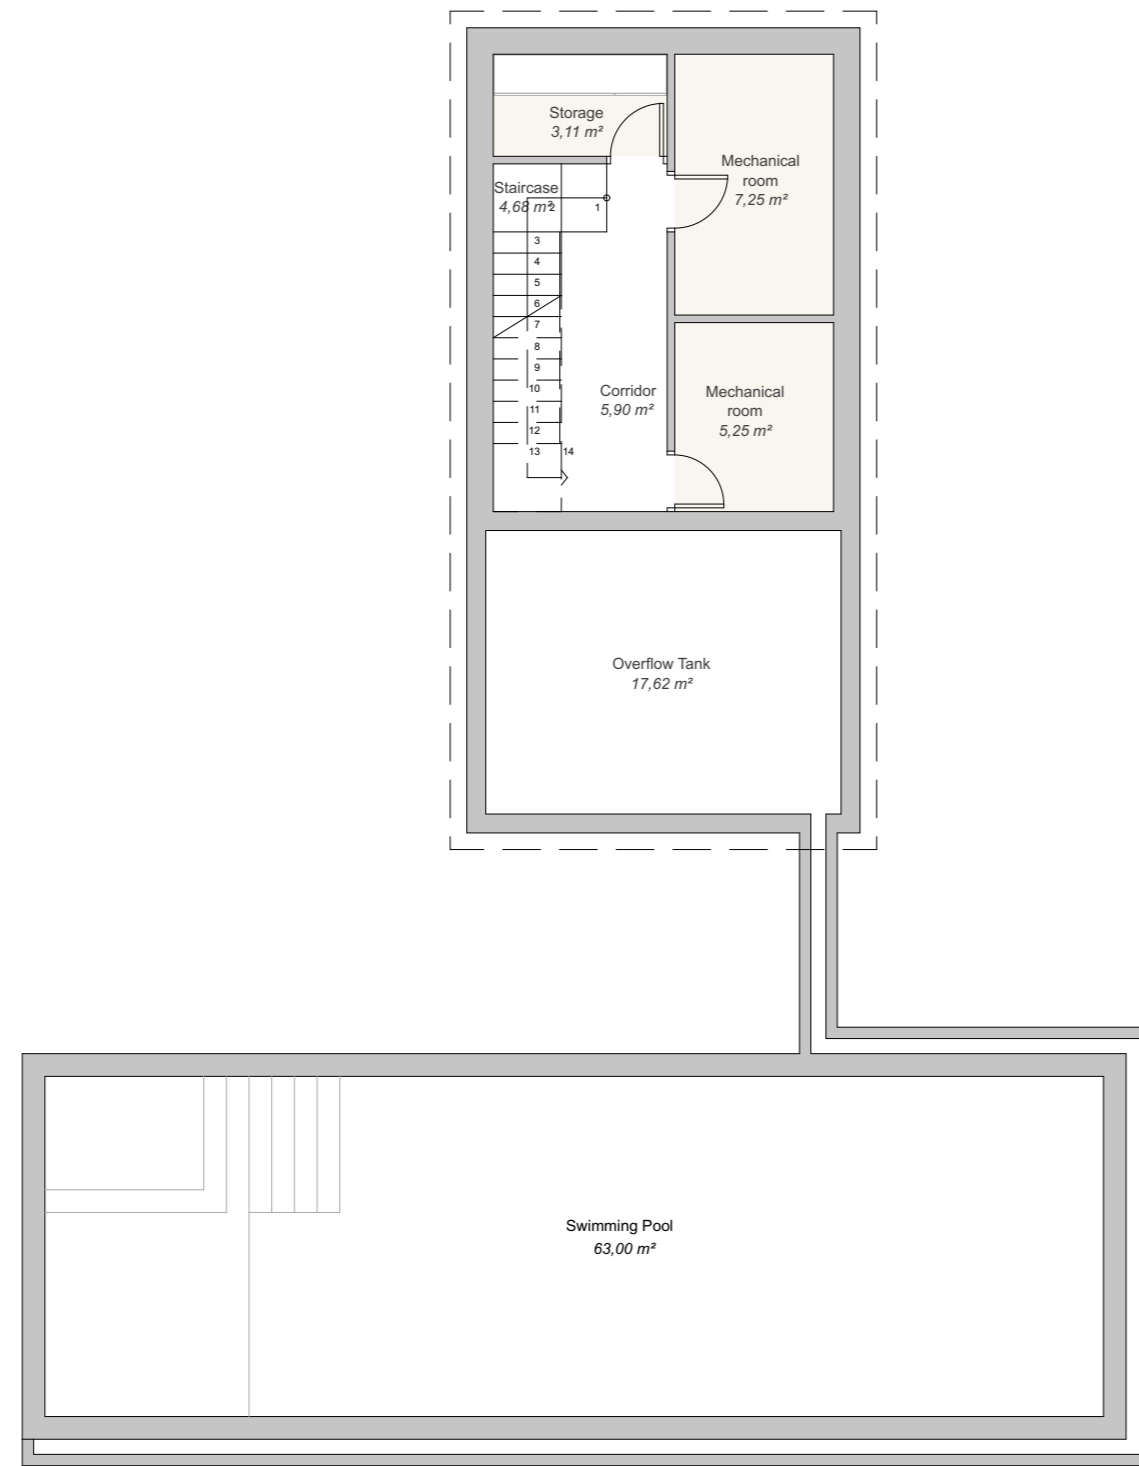 Storage
3,11 m²
Mechanical
room
7,25 m²
Staircase
4,68 m²
2
1
3
4
5
6
7
8
9
10
11
12
13 14
Corridor
5,90 m²
Mechanical
room
5,25 m²
Overflow Tank
17,62 m²
Swimming Pool
63,00 m²